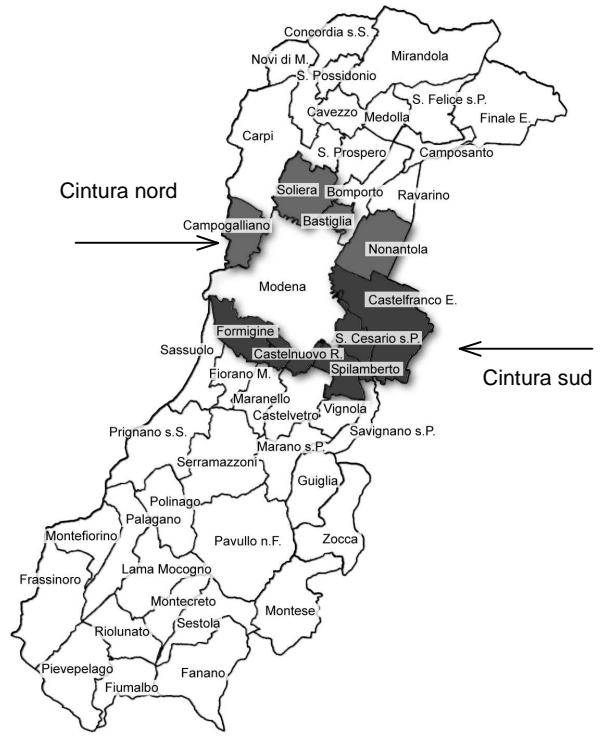 Concordia s.S.
Mirandola
Novi di M.
S. Possidonio
S. Felice s.P.
Cavezzo
Medolla
Finale E.
Carpi
S. Prospero
Camposanto
Cintura nord
Soliera
Bomporto
Ravarino
Bastiglia
Campogalliano
Nonantola
Modena
Castelfranco E.
Formigine
S. Cesario s.P.
Sassuolo
Castelnuovo R.
Spilamberto
Fiorano M.
Cintura sud
Maranello
Vignola
Castelvetro
Prignano s.S.
Savignano s.P.
Marano s.P.
Serramazzoni
Guiglia
Polinago
Palagano
Montefiorino
Pavullo n.F.
Zocca
Lama Mocogno
Frassinoro
Montecreto
Montese
Sestola
Riolunato
Pievepelago
Fanano
Fiumalbo